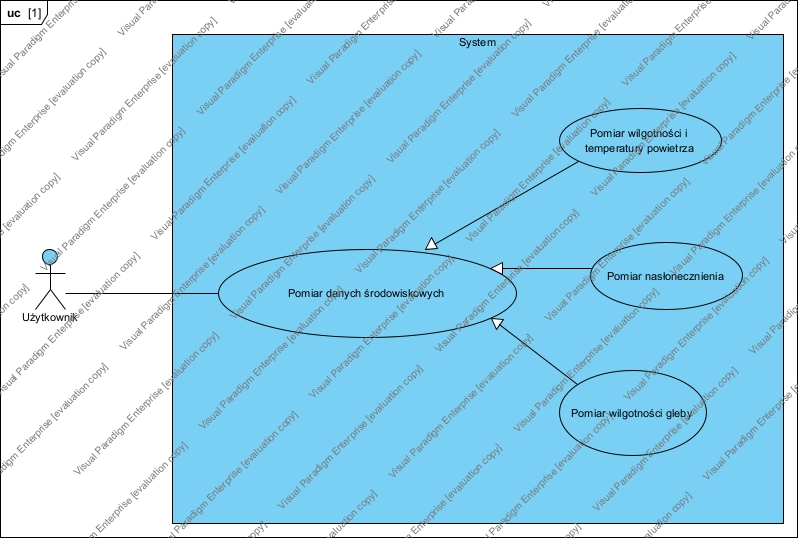 uc [1]
System
Pomiar wilgotności i
temperatury powietrza
Pomiar nasłonecznienia
Pomiar danych środowiskowych
Użytkownik
Pomiar wilgotności gleby
Visual Paradigm Enterprise [evaluation copy]